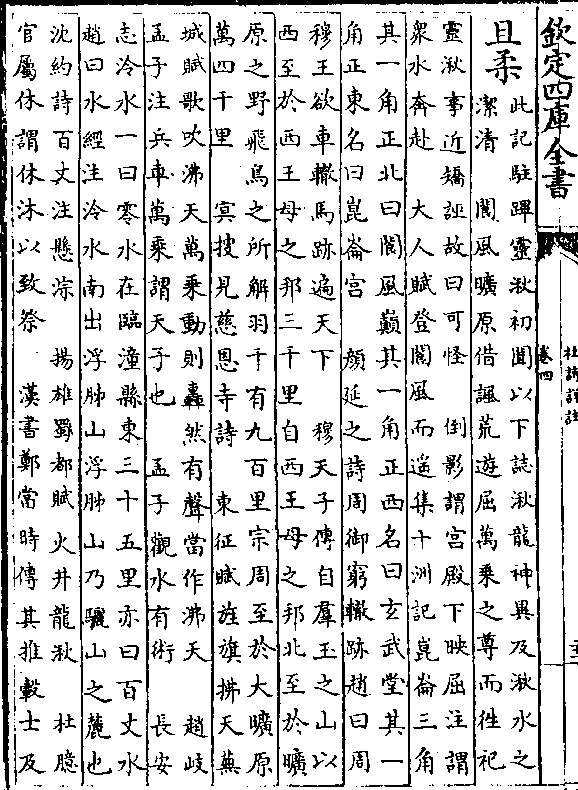 欽定四庫全書
杜詩詳註
卷四
且柔
此記駐蹕靈湫初聞以下誌湫龍神異及湫水之
潔清　閬風曠原借諷荒遊屈萬乗之尊而徃祀
靈湫事近矯誣故曰可怪　倒影謂宫殿下映屈注謂
衆水奔赴　大人賦登閬風而遥集十洲記崑崙三角
其一角正北曰閬風巔其一角正西名曰玄武堂其一
角正東名曰崑崙宫　顔延之詩周御窮轍跡趙曰周
穆王欲車轍馬跡遍天下　穆天子傳自羣玉之山以
西至於西王母之邦三千里自西王母之邦北至於曠
原之野飛鳥之所解羽千有九百里宗周至於大曠原
萬四千里　㝠搜見慈恩寺詩　東征賦旌旗拂天蕪
城賦歌吹沸天萬乗動則轟然有聲當作沸天　趙岐
孟子注兵車萬乗謂天子也　孟子觀水有術　長安
志泠水一曰零水在臨潼縣東三十五里亦曰百丈水
趙曰水經注泠水南出浮肺山浮肺山乃驪山之麓也
沈約詩百丈注懸淙　揚雄蜀都賦火井龍湫　杜臆
官屬休謂休沐以致祭　漢書鄭當時傳其推轂士及